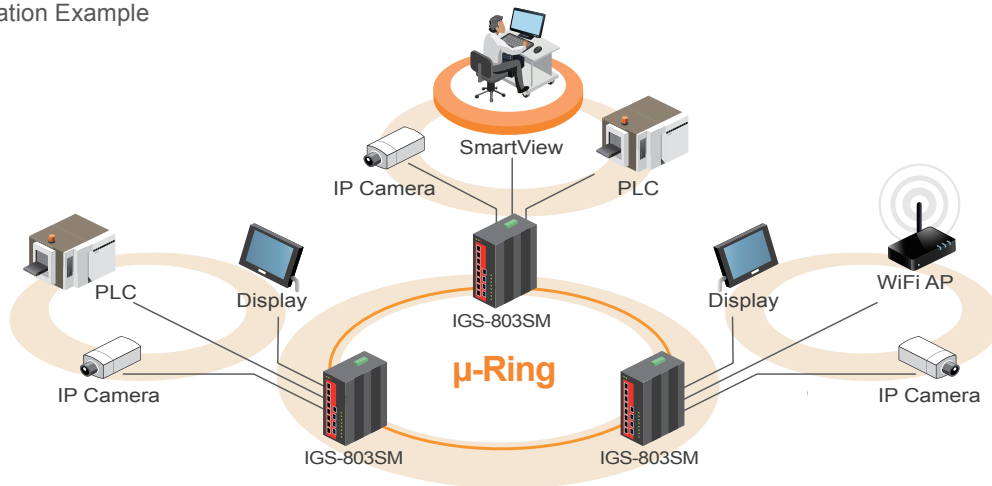 ation Example
SmartView
IP Camera
PLC
PLC
Display
Display
WiFi AP
IGS-803SM
μ-Ring
IP Camera
IP Camera
IGS-803SM
IGS-803SM